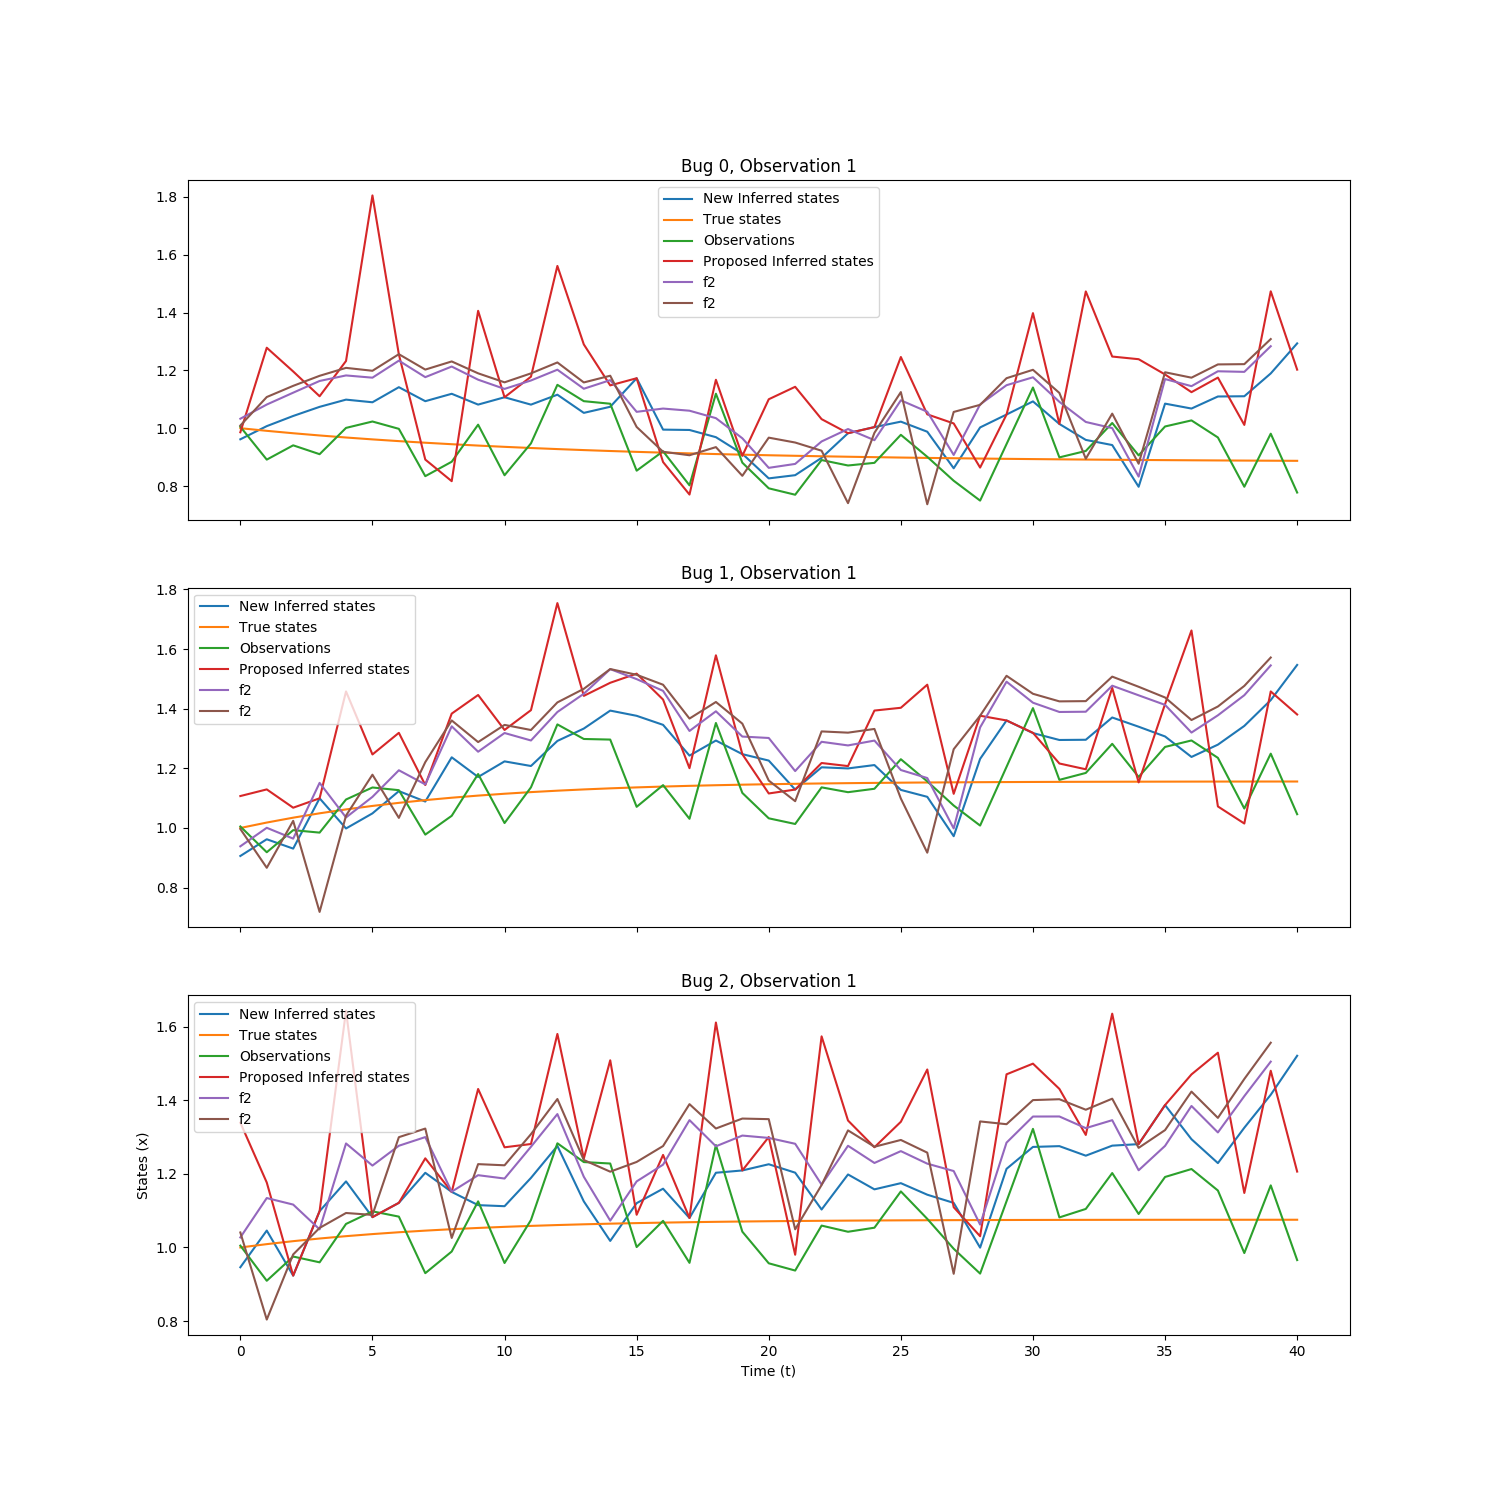 Bug 0, Observation 1
1.8
1.6
1.4
1.2
1.0
0.8
New Inferred states
True states
Observations
Proposed Inferred states
f2
f2
Bug 1, Observation 1
1.8
1.6
1.4
1.2
1.0
0.8
New Inferred states
True states
Observations
Proposed Inferred states
f2
f2
Bug 2, Observation 1
States (x)
1.6
1.4
1.2
1.0
0.8
New Inferred states
True states
Observations
Proposed Inferred states
f2
f2
0 5 10 15 20 25 30 35 40
Time (t)